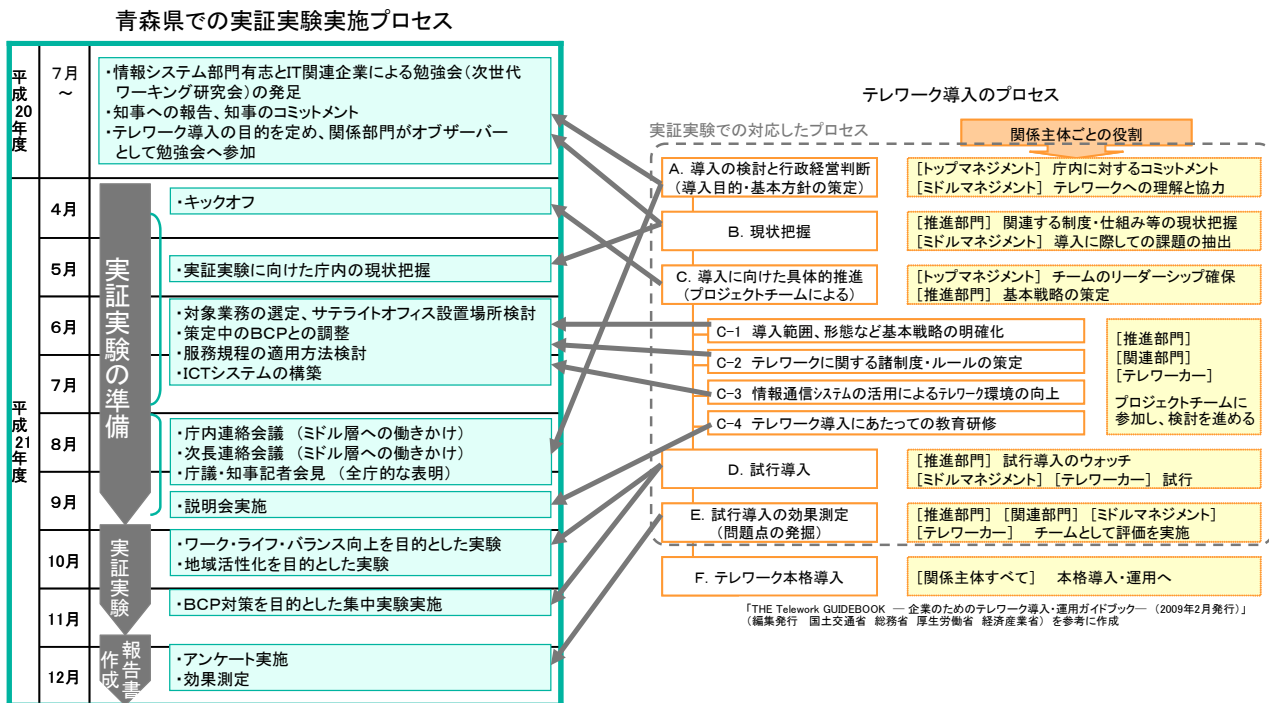 青森県での実証実験実施プロセス
平成20年度
7月
～
・情報システム部門有志とIT関連企業による勉強会（次世代
ワーキング研究会）の発足
・知事への報告、知事のコミットメント
・テレワーク導入の目的を定め、関係部門がオブザーバー
として勉強会へ参加
平成21年度
4月
5月
6月
7月
8月
9月
10月
11月
12月
実証実験の準備
実証実験
報告書
作成
・キックオフ
・実証実験に向けた庁内の現状把握
・対象業務の選定、サテライトオフィス設置場所検討
・策定中のBCPとの調整
・服務規程の適用方法検討
・ICTシステムの構築
・庁内連絡会議　（ミドル層への働きかけ）
・次長連絡会議　（ミドル層への働きかけ）
・庁議・知事記者会見　（全庁的な表明）
・説明会実施
・ワーク・ライフ・バランス向上を目的とした実験
・地域活性化を目的とした実験
・BCP対策を目的とした集中実験実施
・アンケート実施
・効果測定
テレワーク導入のプロセス
実証実験での対応したプロセス
関係主体ごとの役割
A. 導入の検討と行政経営判断
（導入目的・基本方針の策定）
[トップマネジメント]　庁内に対するコミットメント
[ミドルマネジメント]　テレワークへの理解と協力
B. 現状把握
[推進部門]　関連する制度・仕組み等の現状把握
[ミドルマネジメント]　導入に際しての課題の抽出
C. 導入に向けた具体的推進
（プロジェクトチームによる）
[トップマネジメント]　チームのリーダーシップ確保
[推進部門]　基本戦略の策定
C-1　導入範囲、形態など基本戦略の明確化
C-2　テレワークに関する諸制度・ルールの策定
C-3　情報通信システムの活用によるテレワーク環境の向上
C-4　テレワーク導入にあたっての教育研修
[推進部門]
[関連部門]
[テレワーカー]
プロジェクトチームに
参加し、検討を進める
D. 試行導入
[推進部門]　試行導入のウォッチ
[ミドルマネジメント]　[テレワーカー]　試行
E. 試行導入の効果測定
（問題点の発掘）
[推進部門]　[関連部門]　[ミドルマネジメント]
[テレワーカー]　チームとして評価を実施
F. テレワーク本格導入
[関係主体すべて]　本格導入・運用へ
「THE Telework GUIDEBOOK ― 企業のためのテレワーク導入・運用ガイドブック―　（2009年2月発行）」
（編集発行　国土交通省　総務省　厚生労働省　経済産業省）を参考に作成